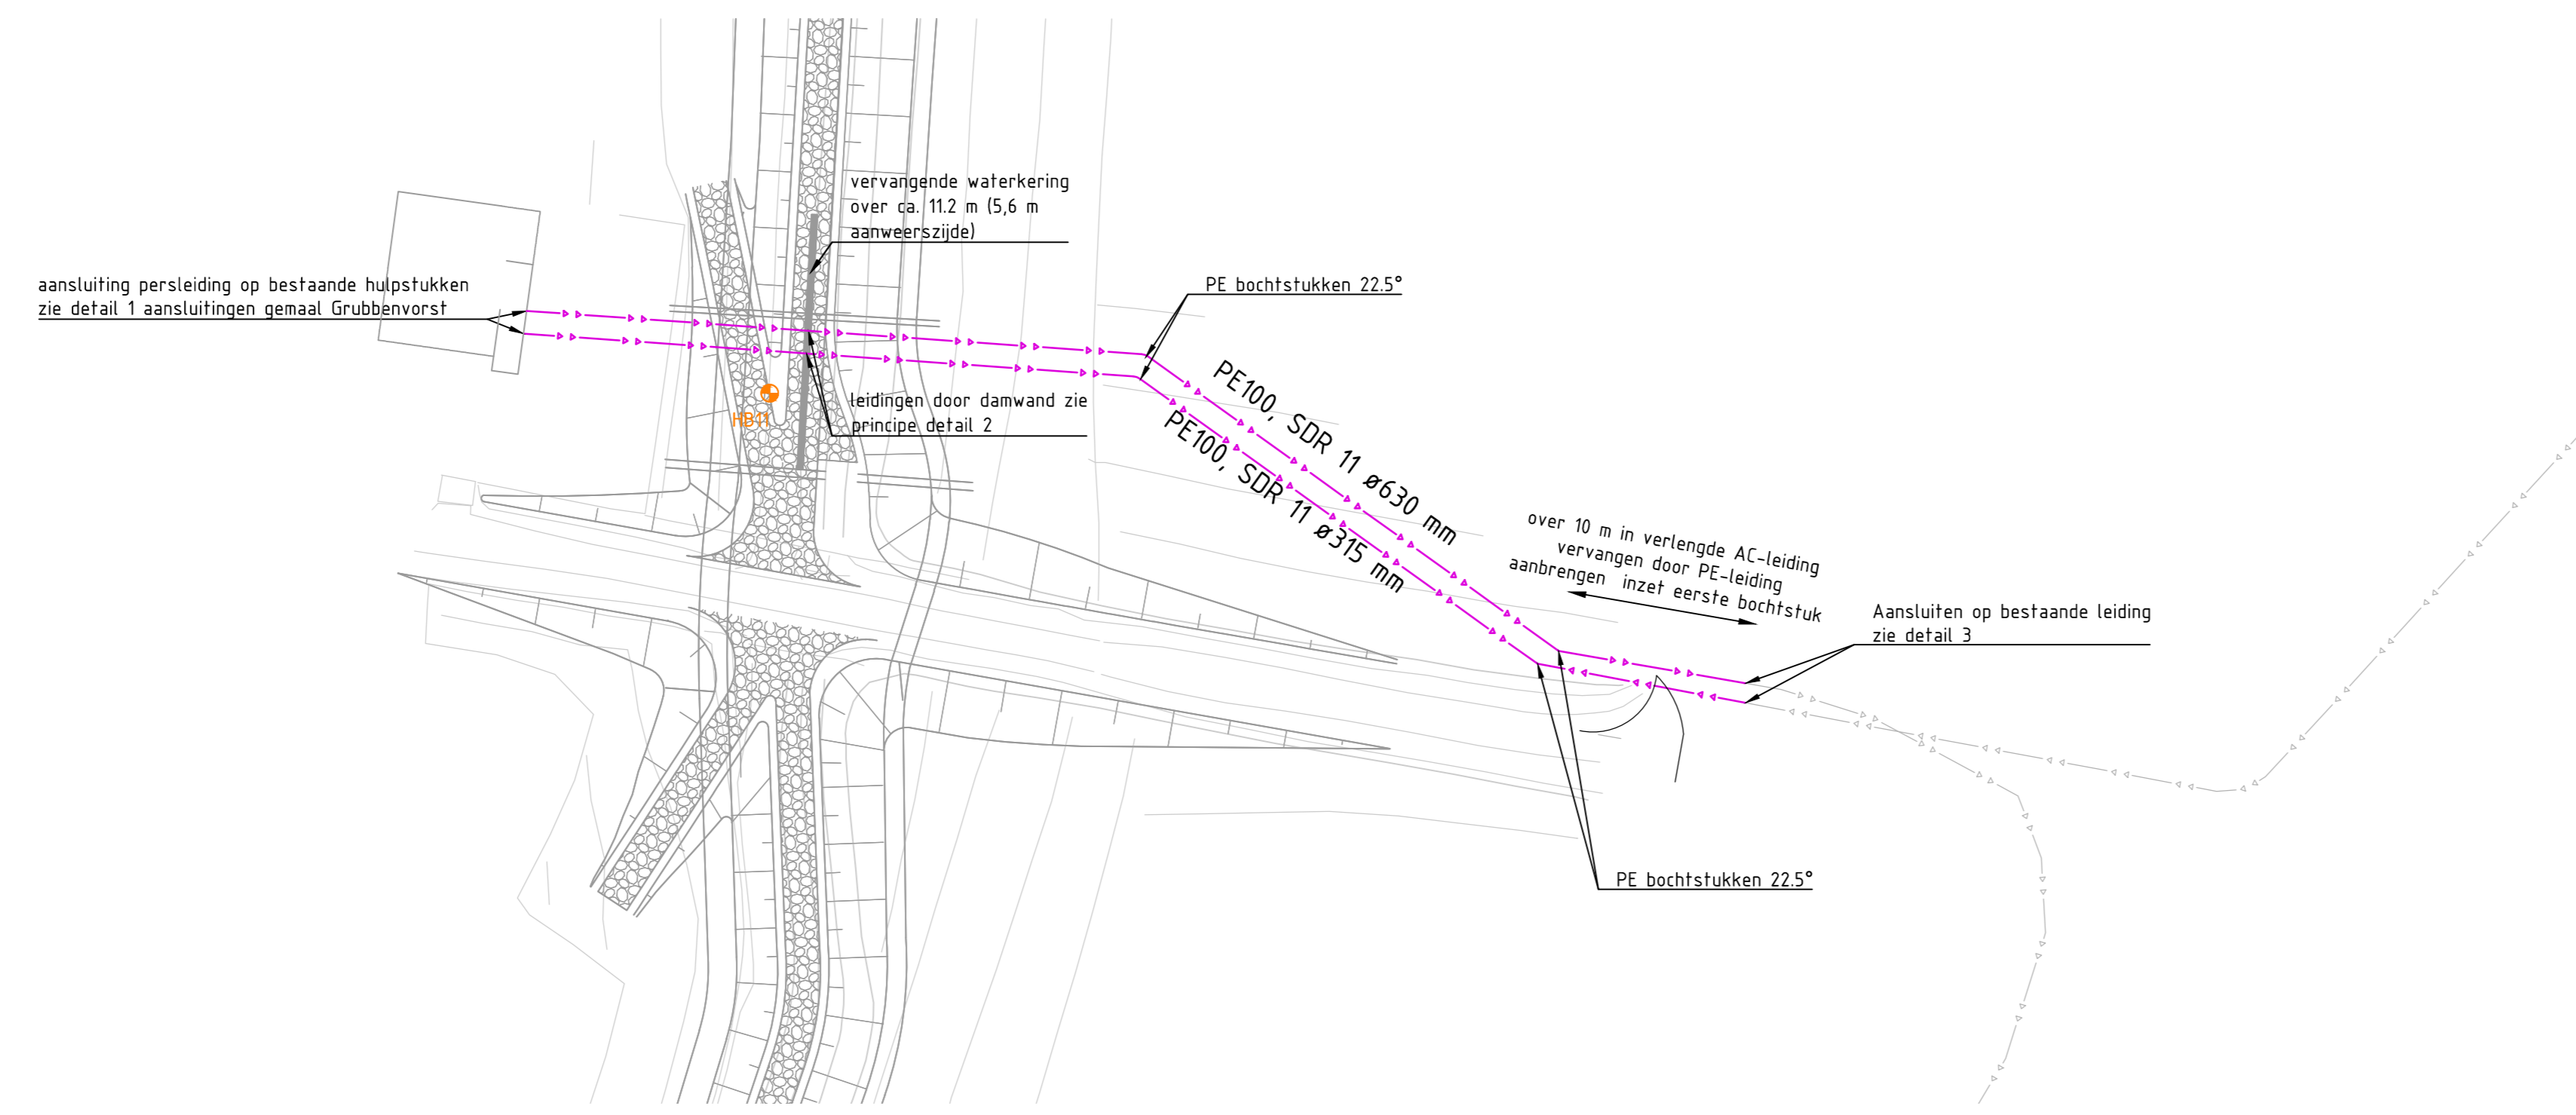 vervangende waterkering
over ca. 11.2 m (5,6 m
aanweerszijde)
aansluiting persleiding op bestaande hulpstukken
zie detail 1 aansluitingen gemaal Grubbenvorst
PE bochtstukken 22.5°
leidingen door damwand zie
principe detail 2
HB11
PE100, SDR 11 ø630 mm
PE100, SDR 11 ø315 mm
over 10 m in verlengde AC-leiding
vervangen door PE-leiding
aanbrengen inzet eerste bochtstuk
Aansluiten op bestaande leiding
zie detail 3
PE bochtstukken 22.5°